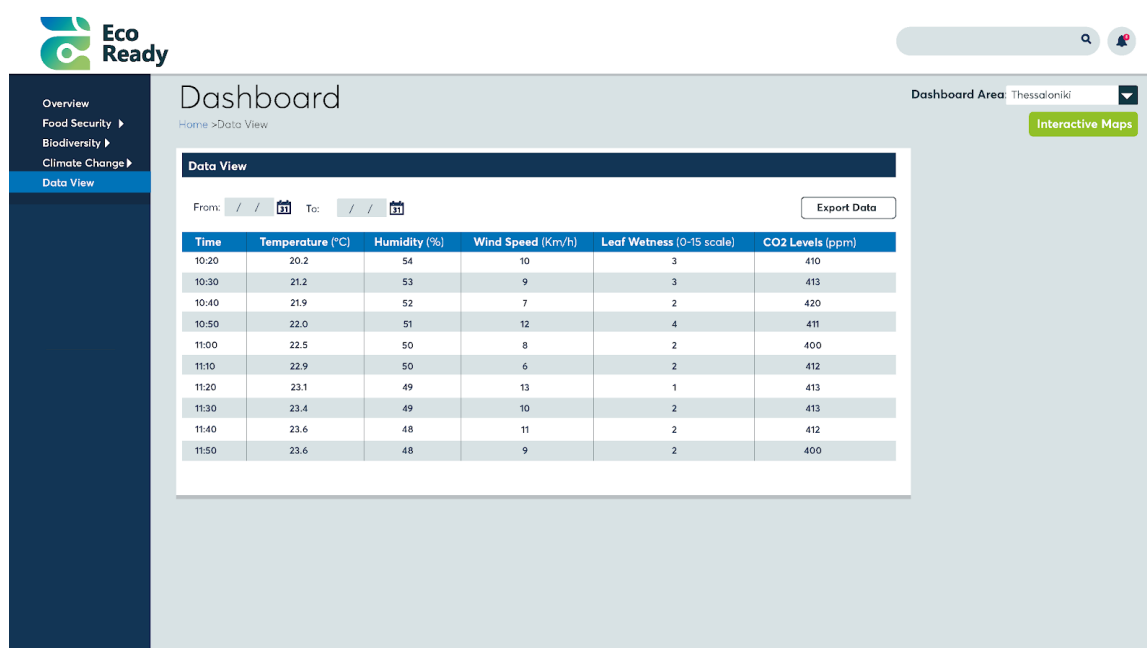 Eco
Ready
Overview
Food Security
Biodiversity
Climate Change
Data View
Dashboard
Home >Data View
Dashboard Area: Thessaloniki
Interactive Maps
Data View
From: / / 31 To: / / 31 Export Data
Time Temperature (°C) Humidity (%) Wind Speed (Km/h) Leaf Wetness (0-15 scale) CO2 Levels (ppm)
10:20 20.2 54 10 3 410
10:30 21.2 53 9 3 413
10:40 21.9 52 7 2 420
10:50 22.0 51 12 4 411
11:00 22.5 50 8 2 400
11:10 22.9 50 6 2 412
11:20 23.1 49 13 1 413
11:30 23.4 49 10 2 413
11:40 23.6 48 11 2 412
11:50 23.6 48 9 2 400